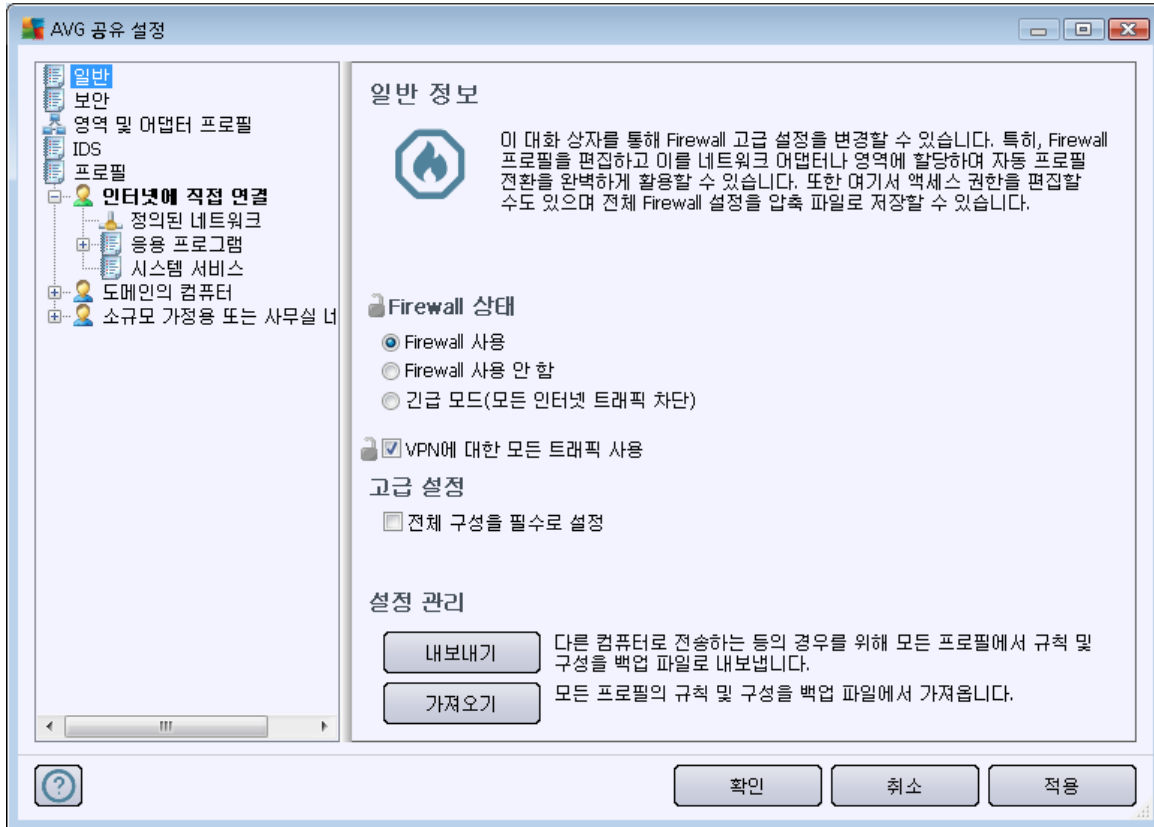 AVG 공유 설정
일반
보안
영역 및 어댑터 프로필
IDS
프로필
인터넷에 직접 연결
정의된 네트워크
응용 프로그램
시스템 서비스
도메인의 컴퓨터
소규모 가정용 또는 사무실 네
일반 정보
이 대화 상자를 통해 Firewall 고급 설정을 변경할 수 있습니다. 특히, Firewall
프로필을 편집하고 이를 네트워크 어댑터나 영역에 할당하여 자동 프로필
전환을 완벽하게 활용할 수 있습니다. 또한 여기서 액세스 권한을 편집할
수도 있으며 전체 Firewall 설정을 압축 파일로 저장할 수 있습니다.
Firewall 상태
Firewall 사용
Firewall 사용 안 함
긴급 모드(모든 인터넷 트래픽 차단)
VPN에 대한 모든 트래픽 사용
고급 설정
전체 구성을 필수로 설정
설정 관리
내보내기
다른 컴퓨터로 전송하는 등의 경우를 위해 모든 프로필에서 규칙 및
구성을 백업 파일로 내보냅니다.
가져오기
모든 프로필의 규칙 및 구성을 백업 파일에서 가져옵니다.
확인
취소
적용